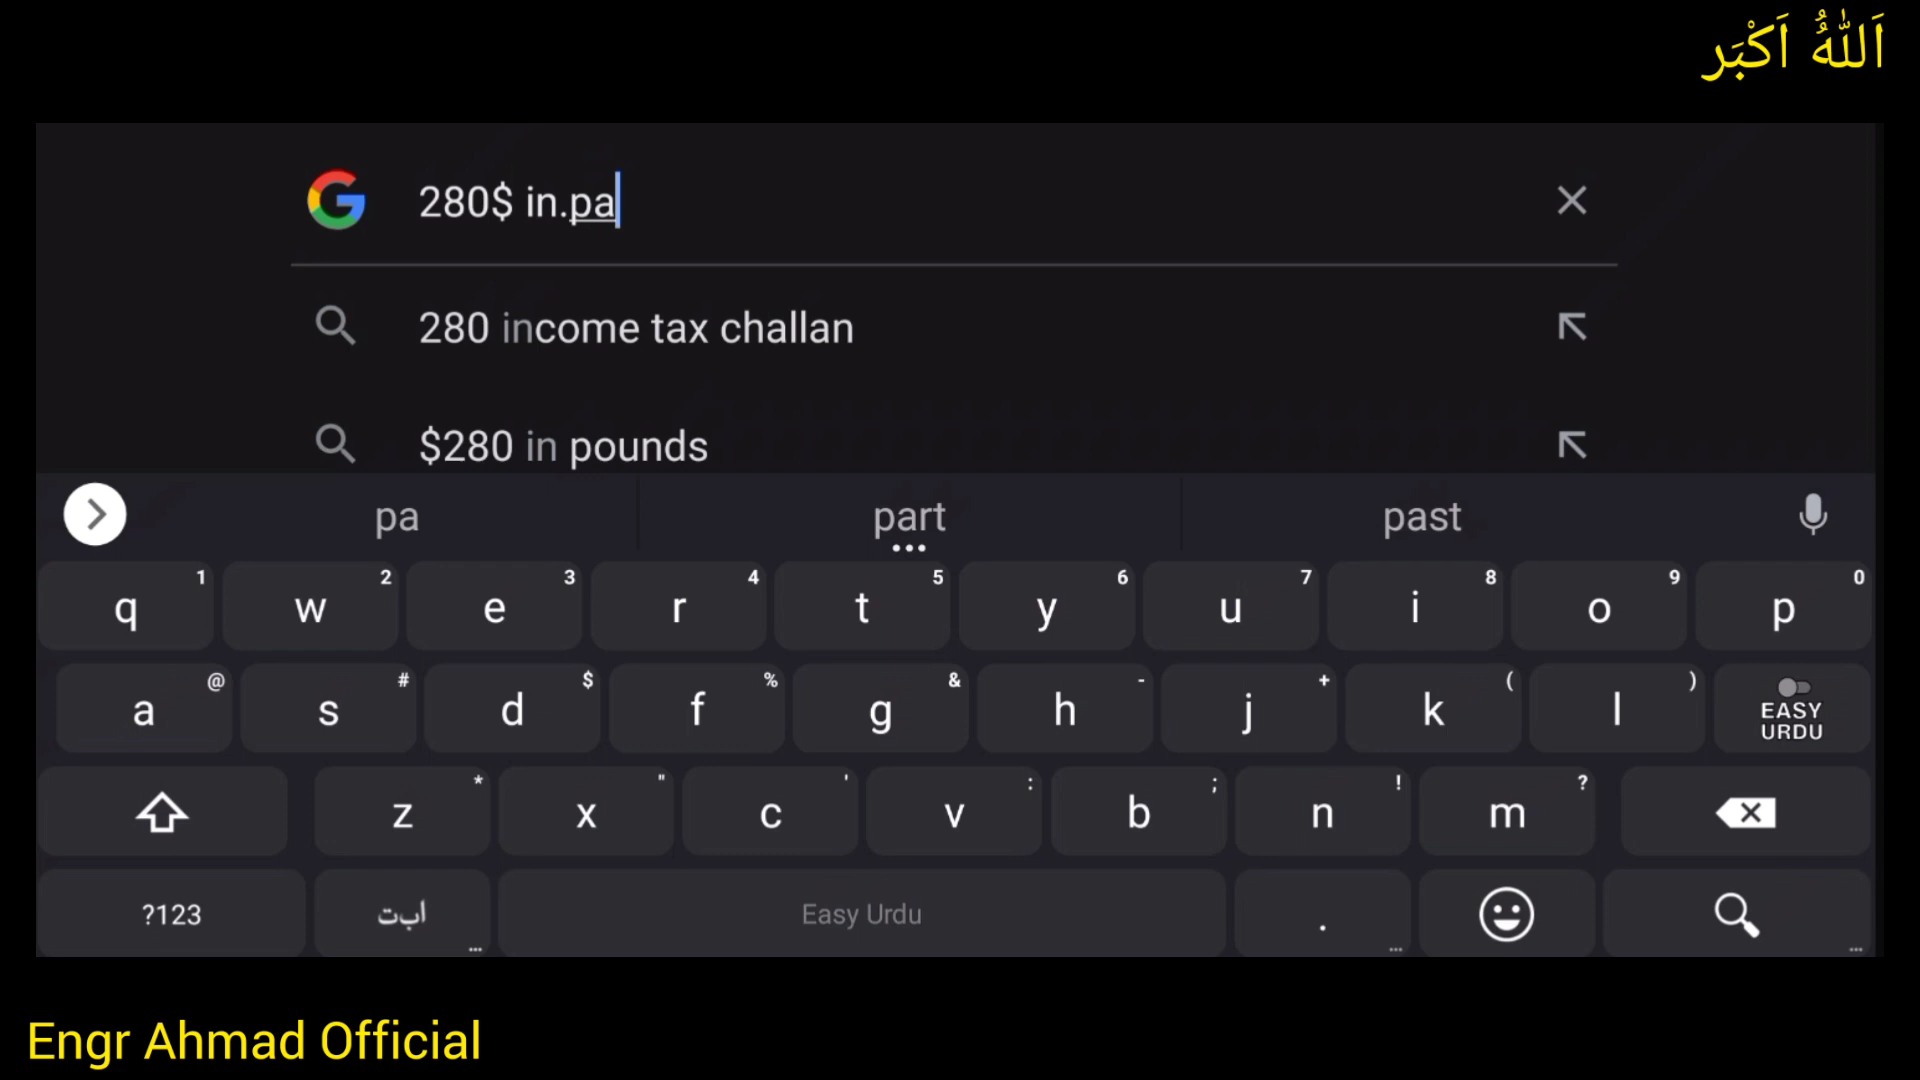 اَللّٰهُ اَكْبَر
280$ in.pa
280 income tax challan
$280 in pounds
pa part past
q 1 w 2 e 3 r 4 t 5 y 6 u 7 i 8 o 9 p 0
a @ s # d $ f % g & h - j + k ( l ) EASY
URDU
z * x " c ' v : b ; n ! m ?
?123 ابت Easy Urdu .
Engr Ahmad Official